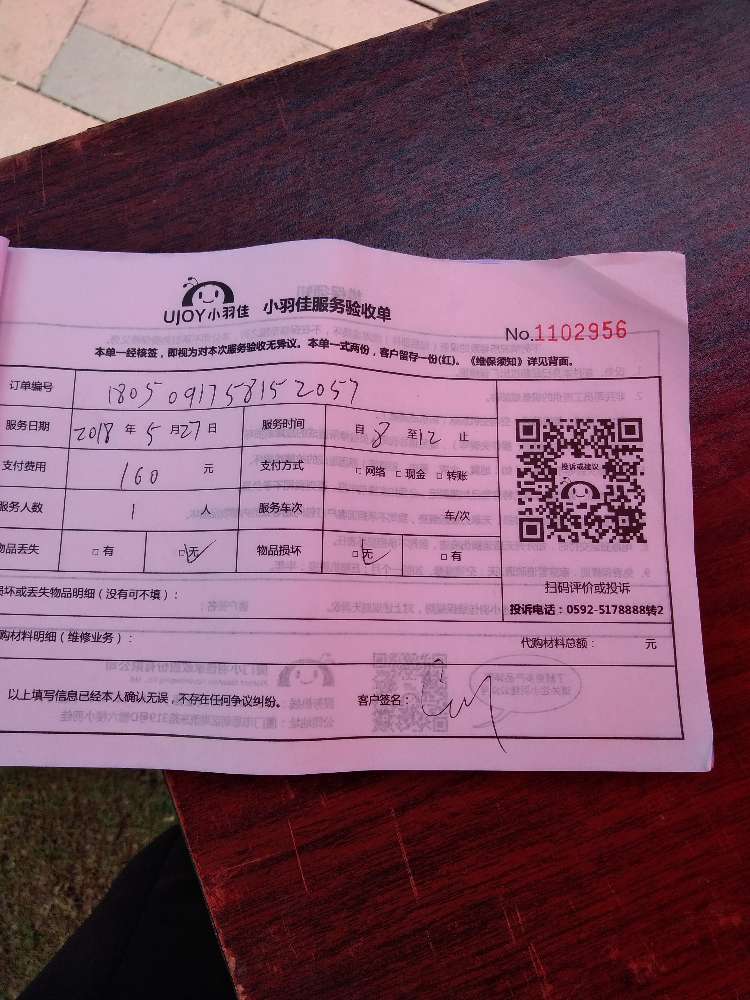 UJOY小羽佳 小羽佳服务验收单
No.1102956
本单一经核签，即视为对本次服务验收无异议。本单一式两份，客户留存一份(红)。《维保须知》详见背面。
订单编号 180509175815 2057
服务日期 2018 年 5 月 27 日 服务时间 自 8 至 12 止
支付费用 160 元 支付方式 □ 网络 □ 现金 □ 转账
服务人数 1 人 服务车次 车/次
物品丢失 □ 有 □ 无 物品损坏 □ 无 □ 有
投诉或建议
扫码评价或投诉
投诉电话：0592-5178888转2
损坏或丢失物品明细（没有可不填）：
购材料明细（维修业务）： 代购材料总额： 元
以上填写信息已经本人确认无误，不存在任何争议纠纷。 客户签名：